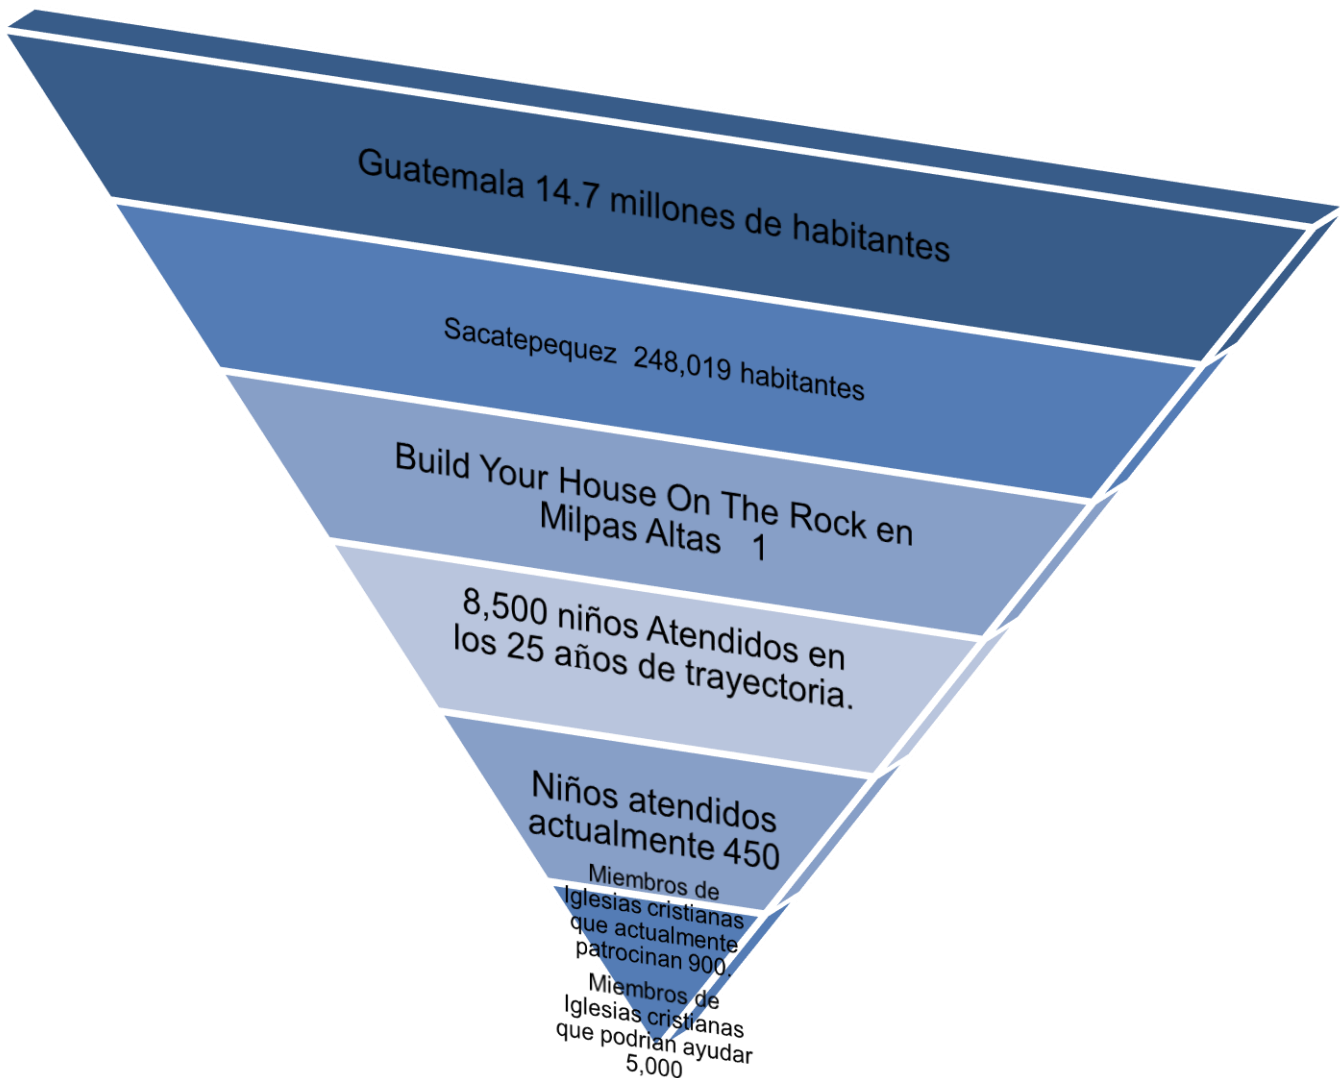 Guatemala 14.7 millones de habitantes
Sacatepequez 248,019 habitantes
Build Your House On The Rock en
Milpas Altas 1
8,500 niños Atendidos en
los 25 años de trayectoria.
Niños atendidos
actualmente 450
Miembros de
Iglesias cristianas
que actualmente
patrocinan 900.
Miembros de
Iglesias cristianas
que podrian ayudar
5,000